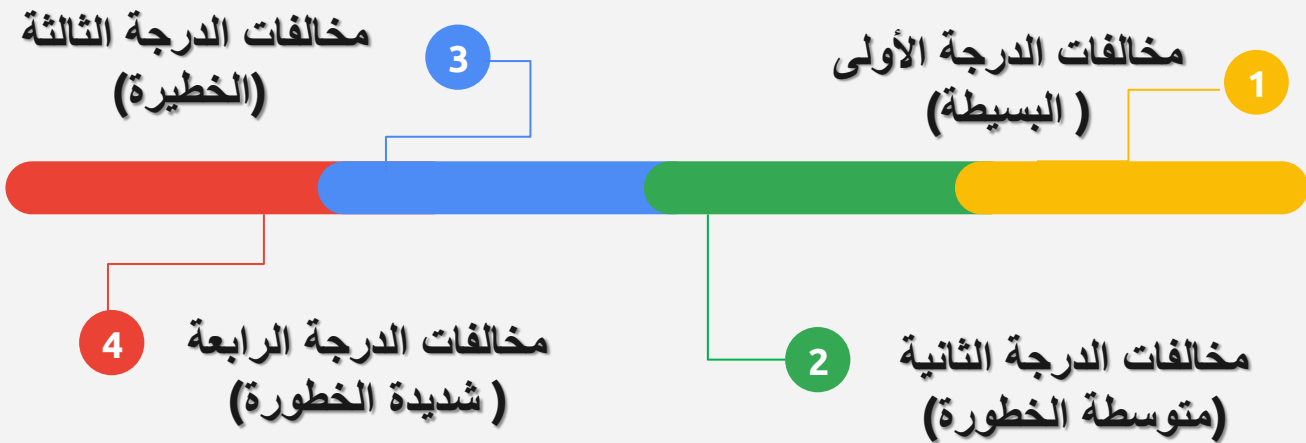 1
مخالفات الدرجة الأولى
( البسيطة)
2
مخالفات الدرجة الثانية
(متوسطة الخطورة)
3
مخالفات الدرجة الثالثة
(الخطيرة)
4
مخالفات الدرجة الرابعة
( شديدة الخطورة)